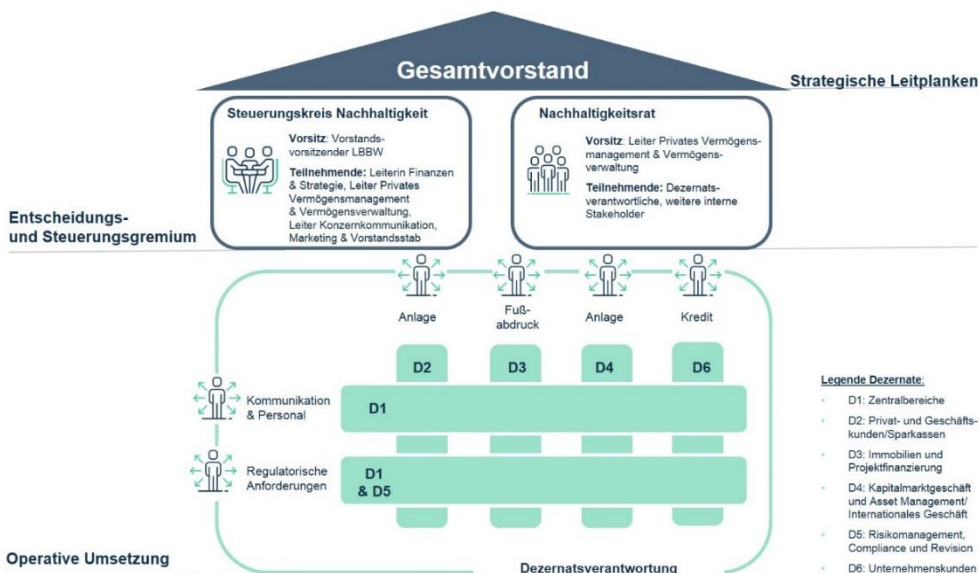 Gesamtvorstand
Strategische Leitplanken
Steuerungskreis Nachhaltigkeit
Vorsitz: Vorstands-
vorsitzender LBBW
Teilnehmende: Leiterin Finanzen
& Strategie, Leiter Privates
Vermögensmanagement
& Vermögensverwaltung,
Leiter Konzernkommunikation,
Marketing & Vorstandsstab
Nachhaltigkeitsrat
Vorsitz: Leiter Privates Vermögens-
management & Vermögens-
verwaltung
Teilnehmende: Dezernats-
verantwortliche, weitere interne
Stakeholder
Entscheidungs-
und Steuerungsgremium
Anlage
Fuß-
abdruck
Anlage
Kredit
D2
D3
D4
D6
Kommunikation
& Personal
D1
Regulatorische
Anforderungen
D1
& D5
Legende Dezernate:
D1: Zentralbereiche
D2: Privat- und Geschäfts-
kunden/Sparkassen
D3: Immobilien und
Projektfinanzierung
D4: Kapitalmarktgeschäft
und Asset Management/
Internationales Geschäft
D5: Risikomanagement,
Compliance und Revision
D6: Unternehmenskunden
Operative Umsetzung
Dezernatsverantwortung